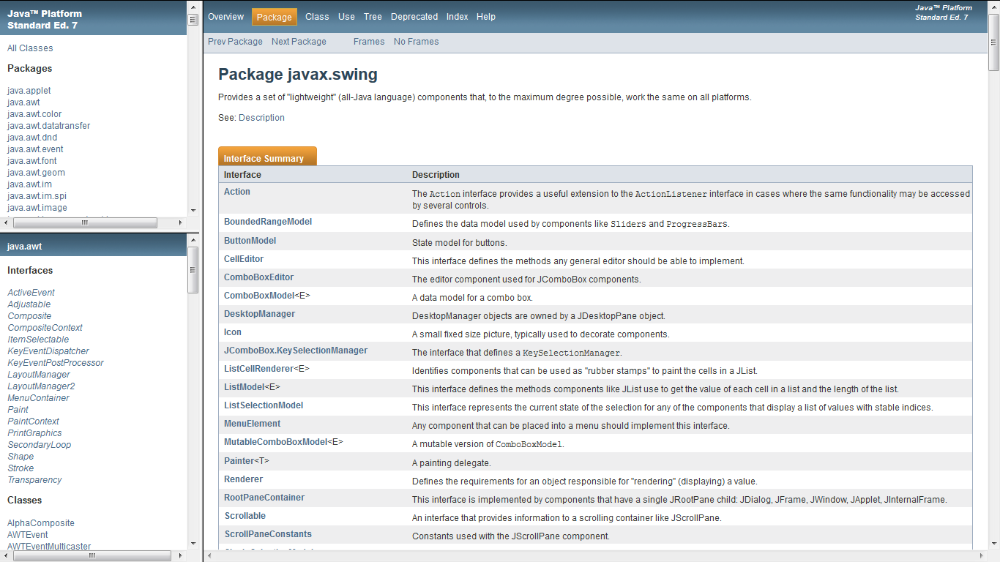 Java™ Platform
Standard Ed. 7
All Classes
Packages
java.applet
java.awt
java.awt.color
java.awt.datatransfer
java.awt.dnd
java.awt.event
java.awt.font
java.awt.geom
java.awt.im
java.awt.im.spi
java.awt.image
java.awt
Interfaces
ActiveEvent
Adjustable
Composite
CompositeContext
ItemSelectable
KeyEventDispatcher
KeyEventPostProcessor
LayoutManager
LayoutManager2
MenuContainer
Paint
PaintContext
PrintGraphics
SecondaryLoop
Shape
Stroke
Transparency
Classes
AlphaComposite
AWTEvent
AWTEventMulticaster
Overview Package Class Use Tree Deprecated Index Help
Java™ Platform
Standard Ed. 7
Prev Package Next Package Frames No Frames
Package javax.swing
Provides a set of "lightweight" (all-Java language) components that, to the maximum degree possible, work the same on all platforms.
See: Description
Interface Summary
Interface Description
Action The Action interface provides a useful extension to the ActionListener interface in cases where the same functionality may be accessed
by several controls.
BoundedRangeModel Defines the data model used by components like Sliders and ProgressBars.
ButtonModel State model for buttons.
CellEditor This interface defines the methods any general editor should be able to implement.
ComboBoxEditor The editor component used for JComboBox components.
ComboBoxModel<E> A data model for a combo box.
DesktopManager DesktopManager objects are owned by a JDesktopPane object.
Icon A small fixed size picture, typically used to decorate components.
JComboBox.KeySelectionManager The interface that defines a KeySelectionManager.
ListCellRenderer<E> Identifies components that can be used as "rubber stamps" to paint the cells in a JList.
ListModel<E> This interface defines the methods components like JList use to get the value of each cell in a list and the length of the list.
ListSelectionModel This interface represents the current state of the selection for any of the components that display a list of values with stable indices.
MenuElement Any component that can be placed into a menu should implement this interface.
MutableComboBoxModel<E> A mutable version of ComboBoxModel.
Painter<T> A painting delegate.
Renderer Defines the requirements for an object responsible for "rendering" (displaying) a value.
RootPaneContainer This interface is implemented by components that have a single JRootPane child: JDialog, JFrame, JWindow, JApplet, JInternalFrame.
Scrollable An interface that provides information to a scrolling container like JScrollPane.
ScrollPaneConstants Constants used with the JScrollPane component.